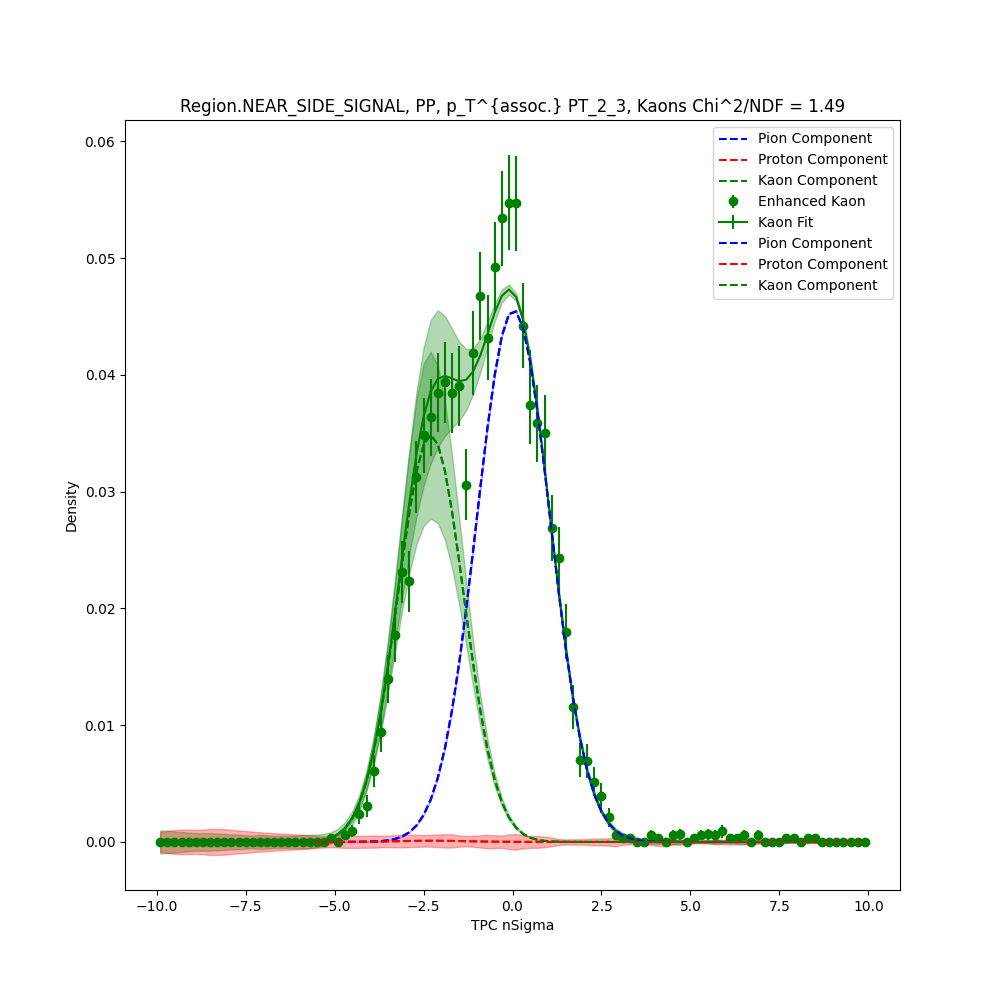 Region.NEAR_SIDE_SIGNAL, PP, p_T^{assoc.} PT_2_3, Kaons Chi^2/NDF = 1.49
Pion Component
Proton Component
Kaon Component
Enhanced Kaon
Kaon Fit
Pion Component
Proton Component
Kaon Component
0.06
0.05
0.04
0.03
0.02
0.01
0.00
Density
−10.0 −7.5 −5.0 −2.5 0.0 2.5 5.0 7.5 10.0
TPC nSigma